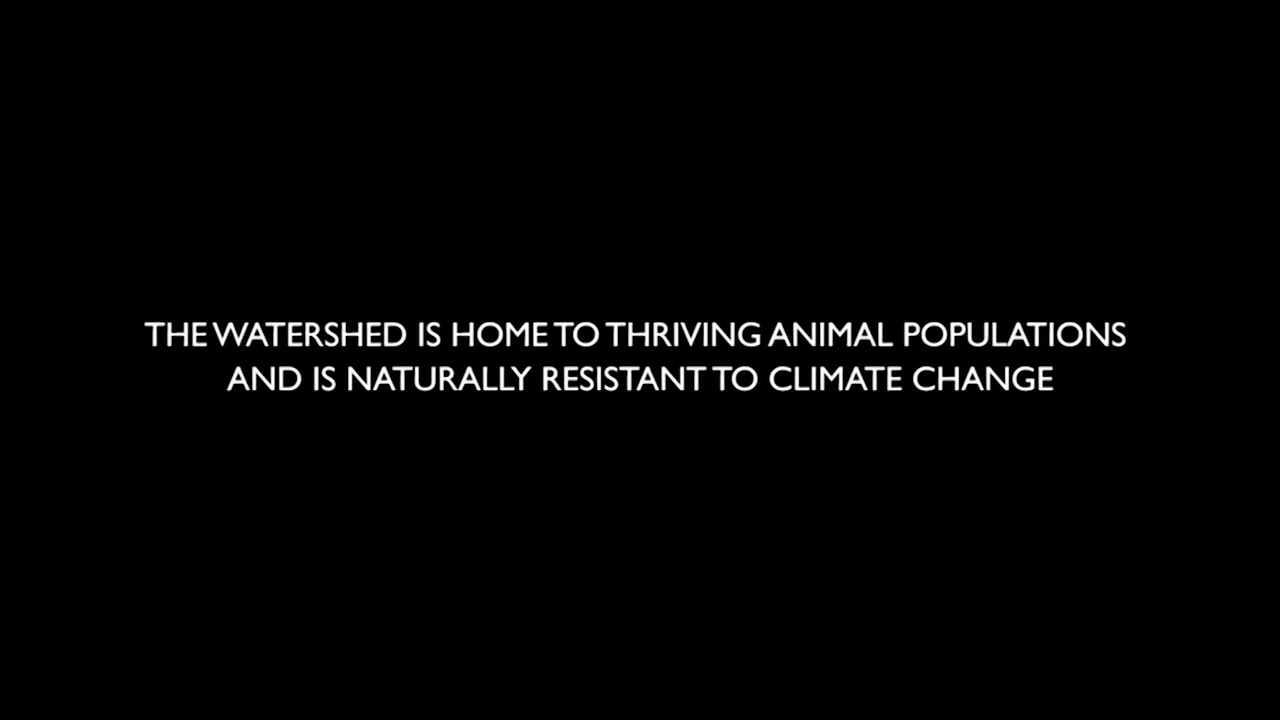 THE WATERSHED IS HOME TO THRIVING ANIMAL POPULATIONS
AND IS NATURALLY RESISTANT TO CLIMATE CHANGE